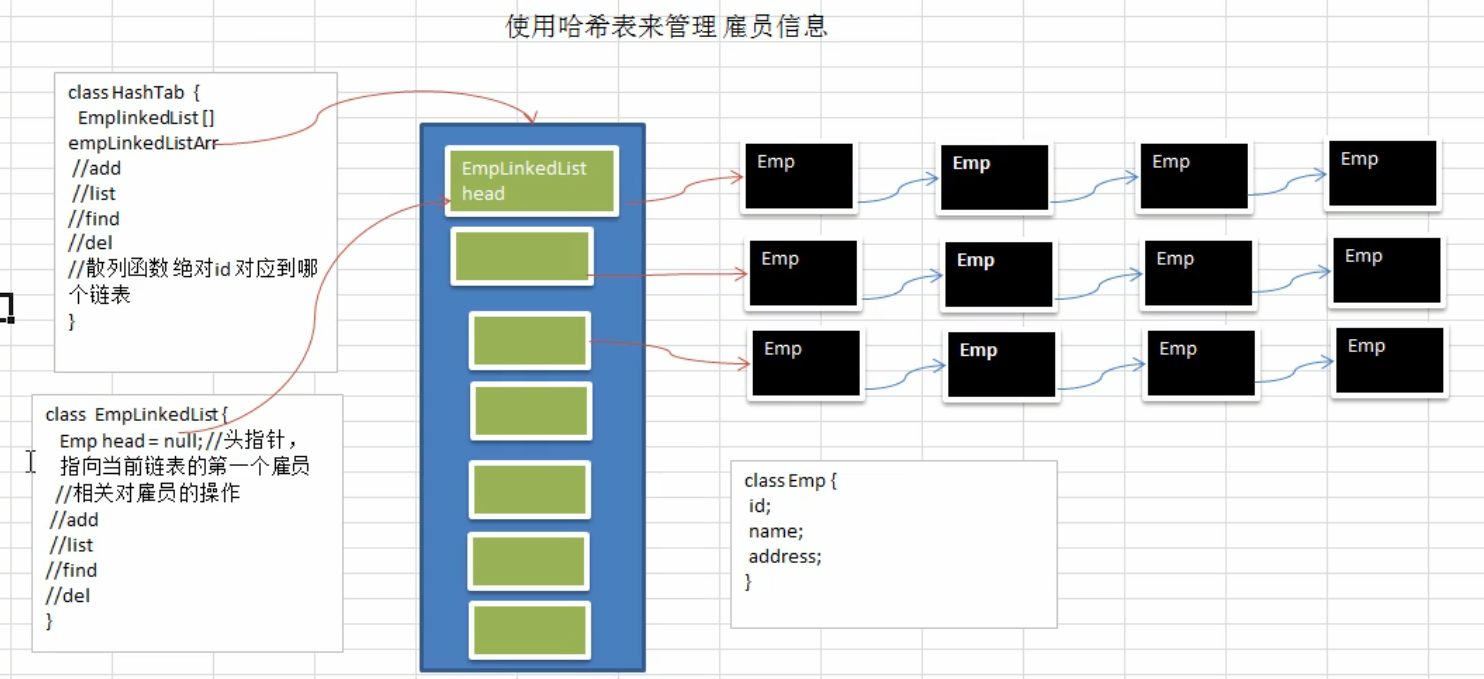 使用哈希表来管理 雇员信息
class HashTab {
EmplinkedList []
empLinkedListArr
//add
//list
//find
//del
//散列函数 绝对id 对应到哪
个链表
}
class EmpLinkedList {
Emp head = null; //头指针，
指向当前链表的第一个雇员
//相关对雇员的操作
//add
//list
//find
//del
}
EmpLinkedList
head
Emp
Emp
Emp
Emp
Emp
Emp
Emp
Emp
Emp
Emp
Emp
Emp
class Emp {
id;
name;
address;
}